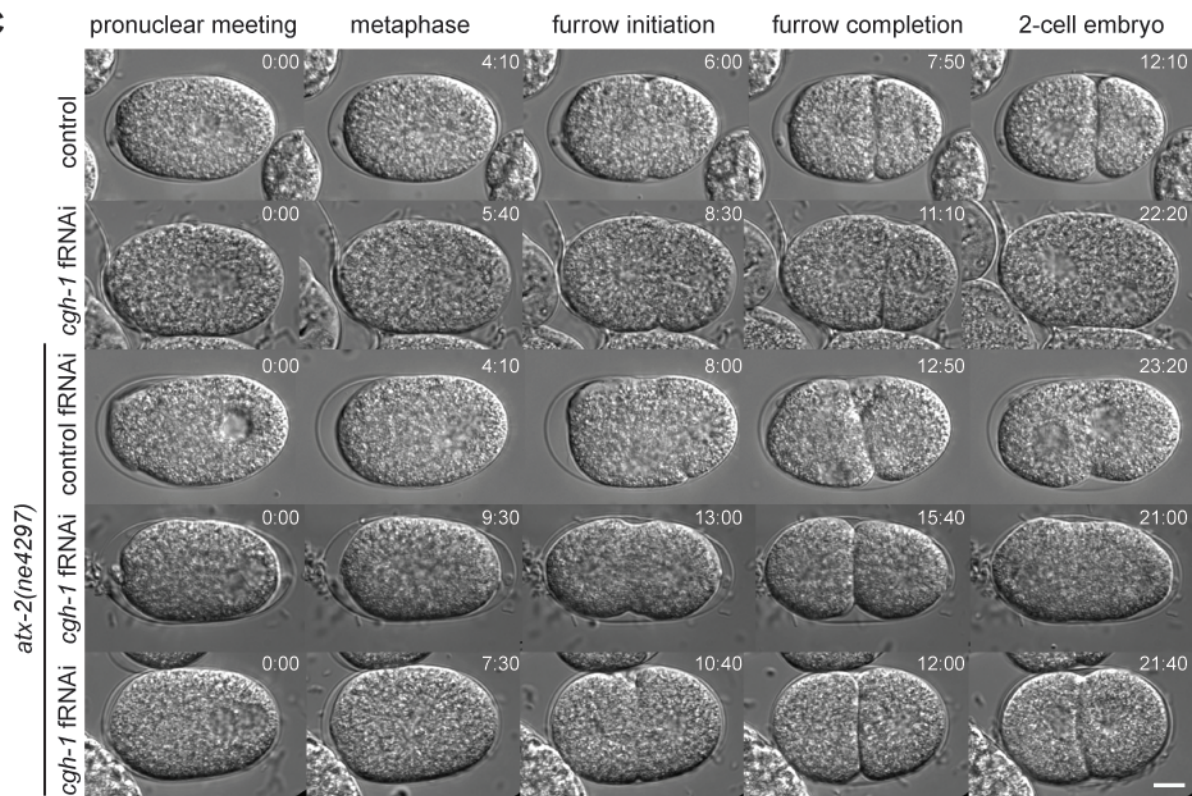 C
pronuclear meeting metaphase furrow initiation furrow completion 2-cell embryo
control
0:00 4:10 6:00 7:50 12:10
cgh-1 fRNAi
0:00 5:40 8:30 11:10 22:20
atx-2(ne4297)
control fRNAi
0:00 4:10 8:00 12:50 23:20
cgh-1 fRNAi
0:00 9:30 13:00 15:40 21:00
cgh-1 fRNAi
0:00 7:30 10:40 12:00 21:40